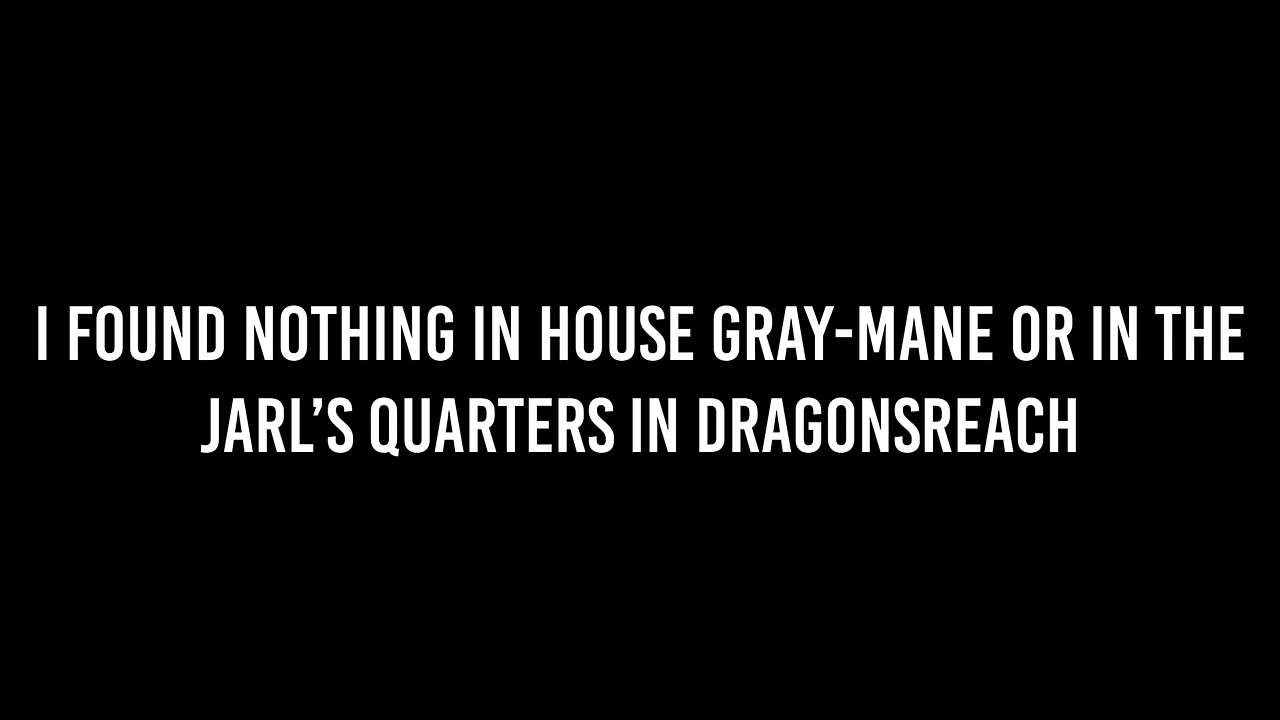 I FOUND NOTHING IN HOUSE GRAY-MANE OR IN THE
JARL’S QUARTERS IN DRAGONSREACH